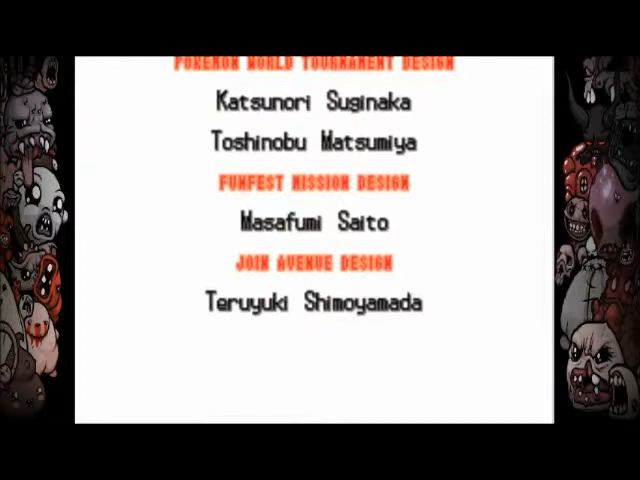 POKEMON WORLD TOURNAMENT DESIGN
Katsunori Suginaka
Toshinobu Matsumiya
FUNFEST MISSION DESIGN
Masafumi Saito
JOIN AVENUE DESIGN
Teruyuki Shimoyamada